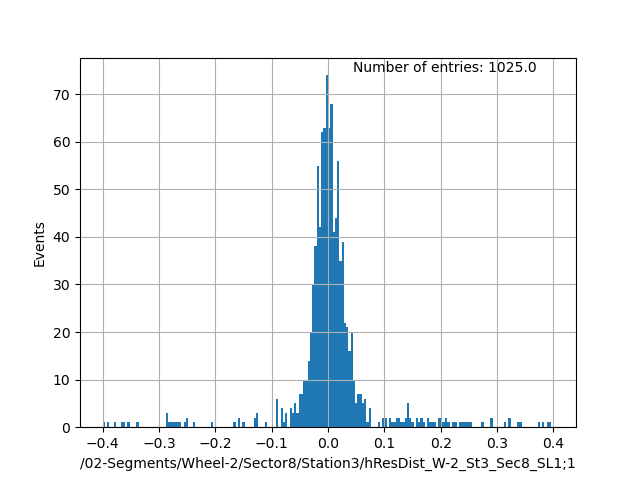 Number of entries: 1025.0
Events
70
60
50
40
30
20
10
0
−0.4 −0.3 −0.2 −0.1 0.0 0.1 0.2 0.3 0.4
/02-Segments/Wheel-2/Sector8/Station3/hResDist_W-2_St3_Sec8_SL1;1